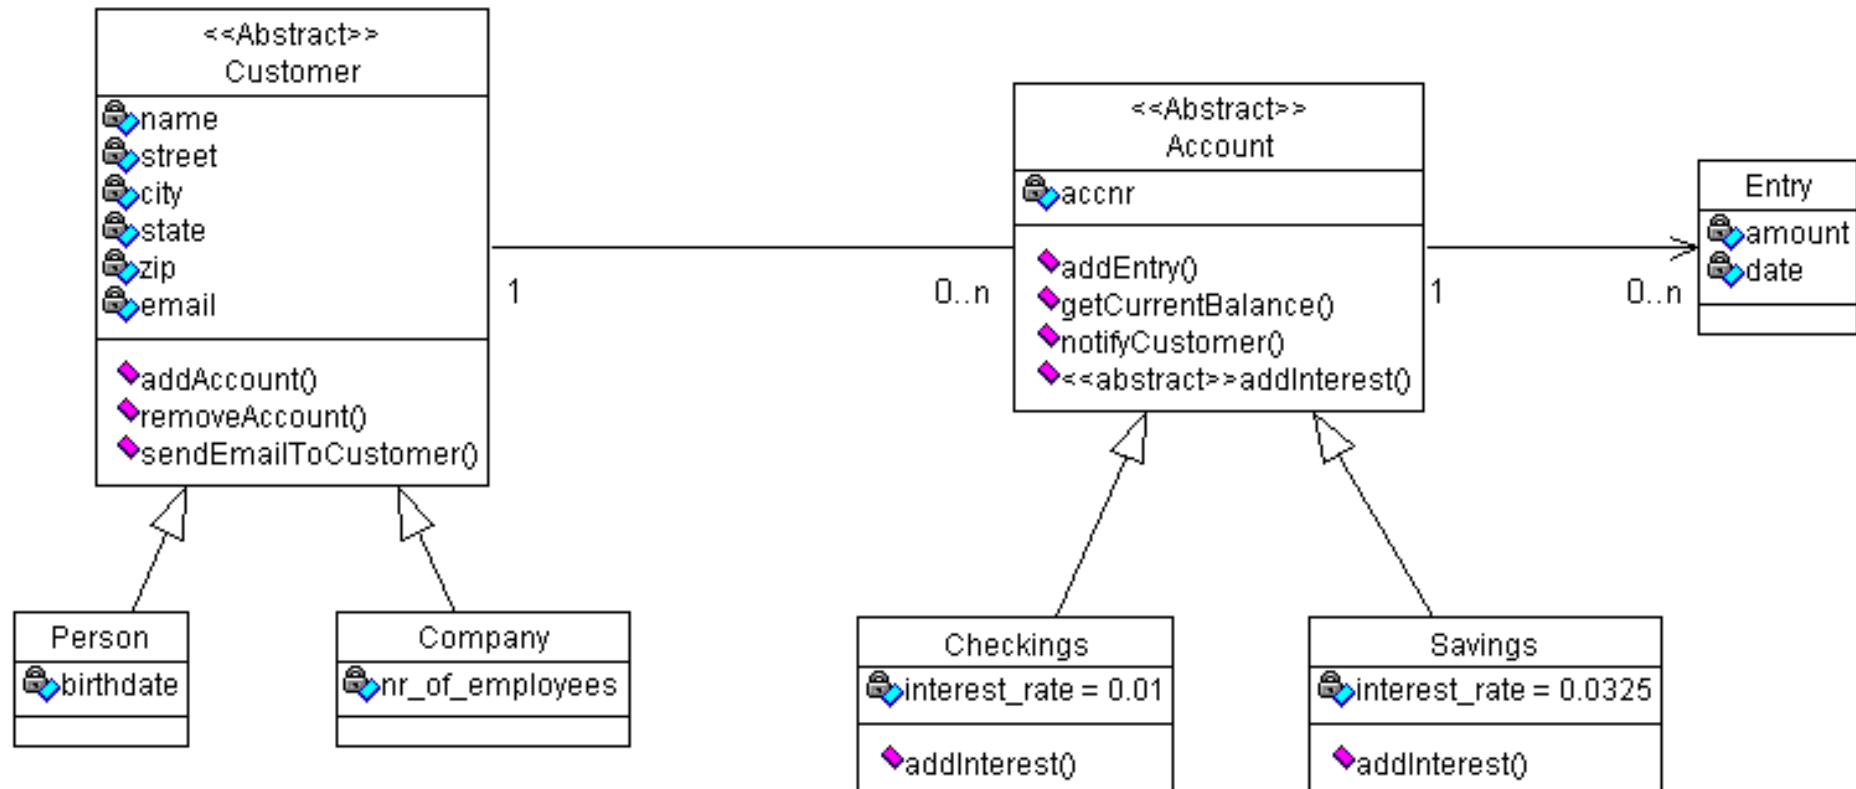 <<Abstract>>
Customer
name
street
city
state
zip
email
addAccount()
removeAccount()
sendEmailToCustomer()
1
0..n
<<Abstract>>
Account
accnr
addEntry()
getCurrentBalance()
notifyCustomer()
<<abstract>>addInterest()
1
0..n
Entry
amount
date
Person
birthdate
Company
nr_of_employees
Checkings
interest_rate = 0.01
addInterest()
Savings
interest_rate = 0.0325
addInterest()